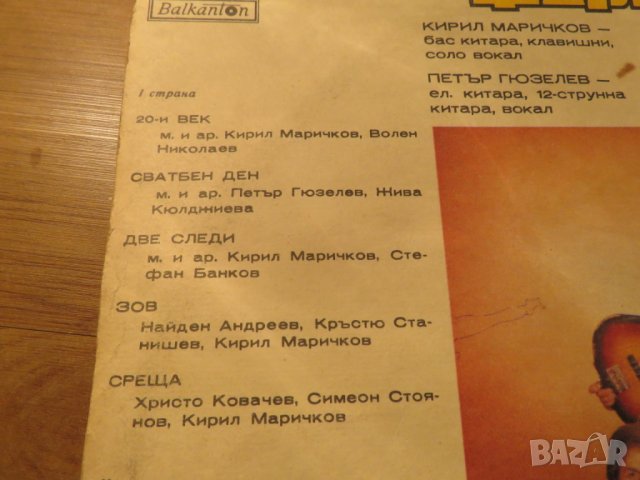 Balkanton
КИРИЛ МАРИЧКОВ –
бас китара, клавишни,
соло вокал
ПЕТЪР ГЮЗЕЛЕВ –
ел. китара, 12-струнна
китара, вокал
I страна
20-и ВЕК
м. и ар. Кирил Маричков, Волен
Николаев
СВАТБЕН ДЕН
м. и ар. Петър Гюзелев, Жива
Кюлджиева
ДВЕ СЛЕДИ
м. и ар. Кирил Маричков, Сте-
фан Банков
ЗОВ
Найден Андреев, Кръстю Ста-
нишев, Кирил Маричков
СРЕЩА
Христо Ковачев, Симеон Стоя-
нов, Кирил Маричков
BAZAR